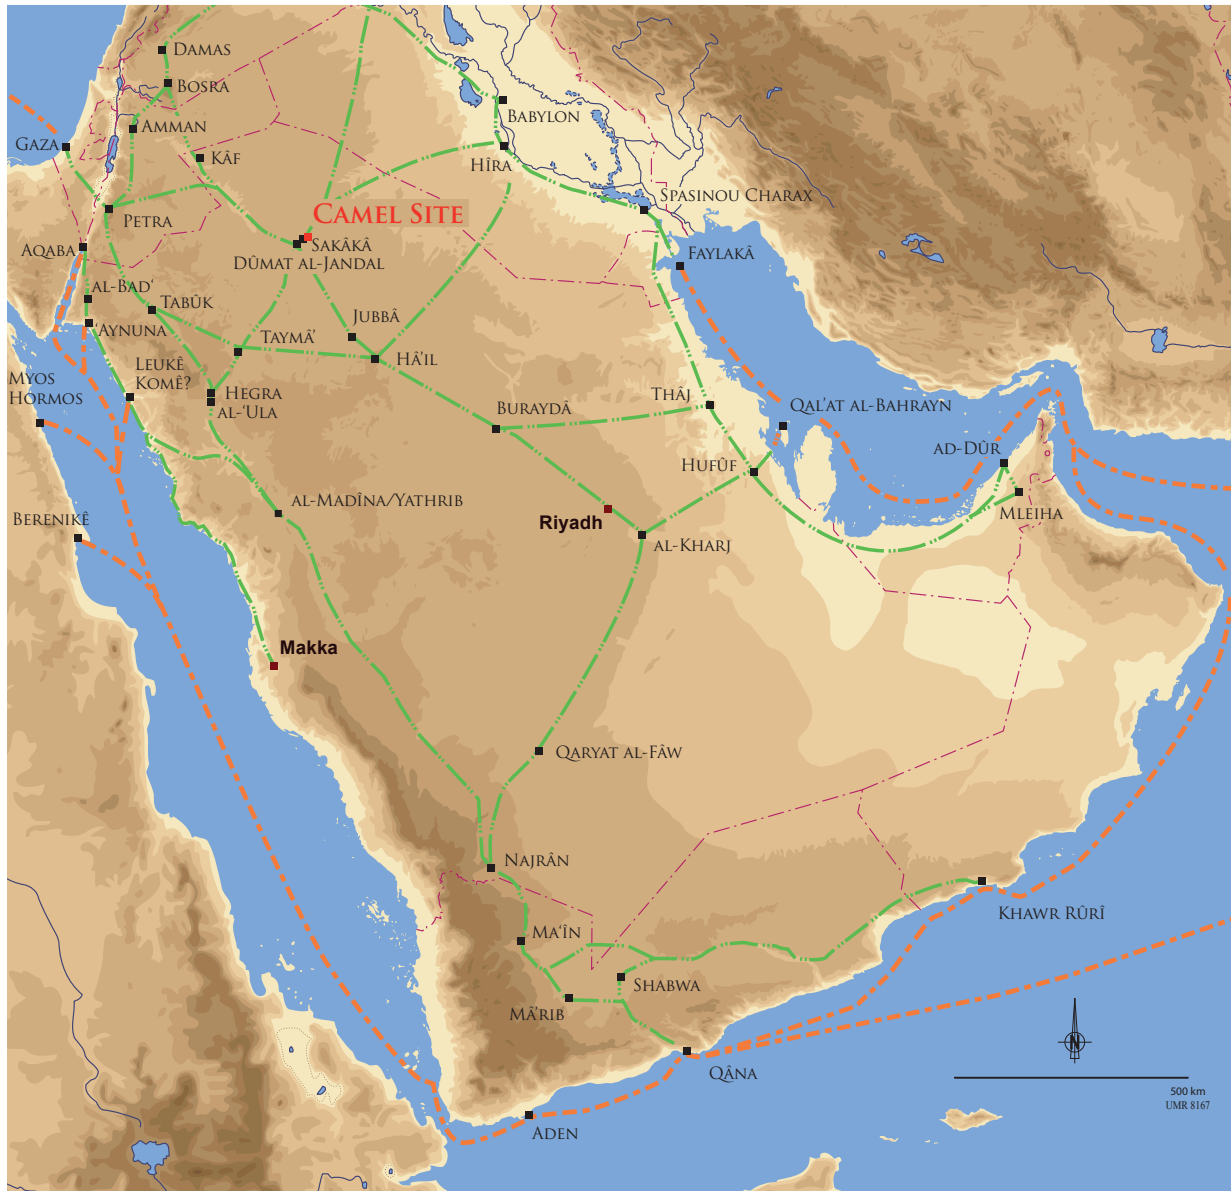 Damas
Bosra
Babylon
Amman
Gaza
Kâf
Hîra
Spasinou Charax
Camel Site
Petra
Sakâkâ
Aqaba
Dûmat al-Jandal
Faylakâ
al-Bad‘
Tabûk
Jubbâ
Aynuna
Taymâ’
Hâ’il
Leukê
Komê?
Myos
Hormos
Hegra
al-‘Ula
Thâj
Buraydâ
Qal’at al-Bahrayn
ad-Dûr
Hufûf
al-Madîna/Yathrib
Mleiha
Berenikê
Riyadh
al-Kharj
Makka
Qaryat al-Fâw
Najrân
Khawr Rûrî
Ma‘în
Shabwa
Mâ’rib
N
Qâna
500 km
UMR 8167
Aden